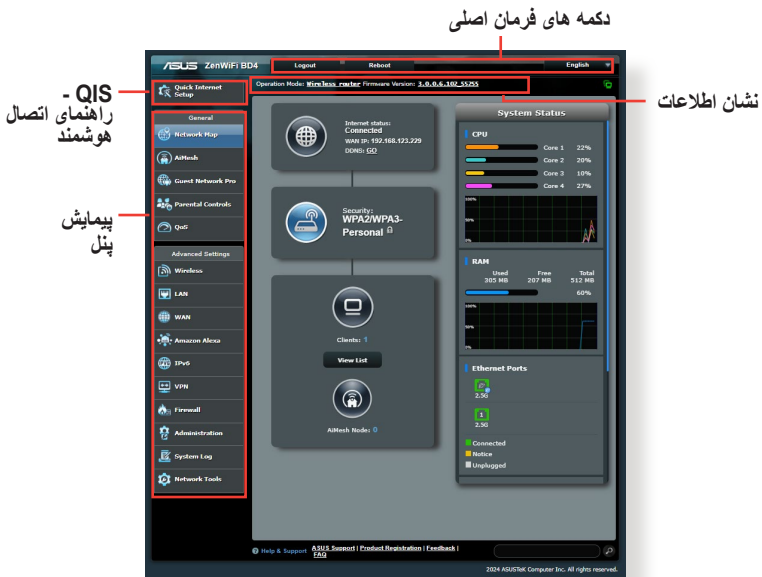 دکمه های فرمان اصلی
ASUS ZenWiFi BD4
Logout
Reboot
English
Quick Internet
Setup
Operation Mode: Wireless router Firmware Version: 3.0.0.6.102_55255
QIS -
راهنمای اتصال
هوشمند
نشان اطلاعات
General
Network Map
AiMesh
Guest Network Pro
Parental Controls
QoS
پیمایش
پنل
Advanced Settings
Wireless
LAN
WAN
Amazon Alexa
IPv6
VPN
Firewall
Administration
System Log
Network Tools
Internet status:
Connected
WAN IP: 192.168.123.229
DDNS: GO
Security:
WPA2/WPA3-
Personal
Clients: 1
View List
AiMesh Node: 0
System Status
CPU
Core 1 22%
Core 2 20%
Core 3 10%
Core 4 27%
100%
50%
0%
RAM
Used Free Total
305 MB 207 MB 512 MB
60%
100%
50%
0%
Ethernet Ports
2.5G
1
2.5G
Connected
Notice
Unplugged
Help & Support ASUS Support | Product Registration | Feedback |
FAQ
2024 ASUSTeK Computer Inc. All rights reserved.